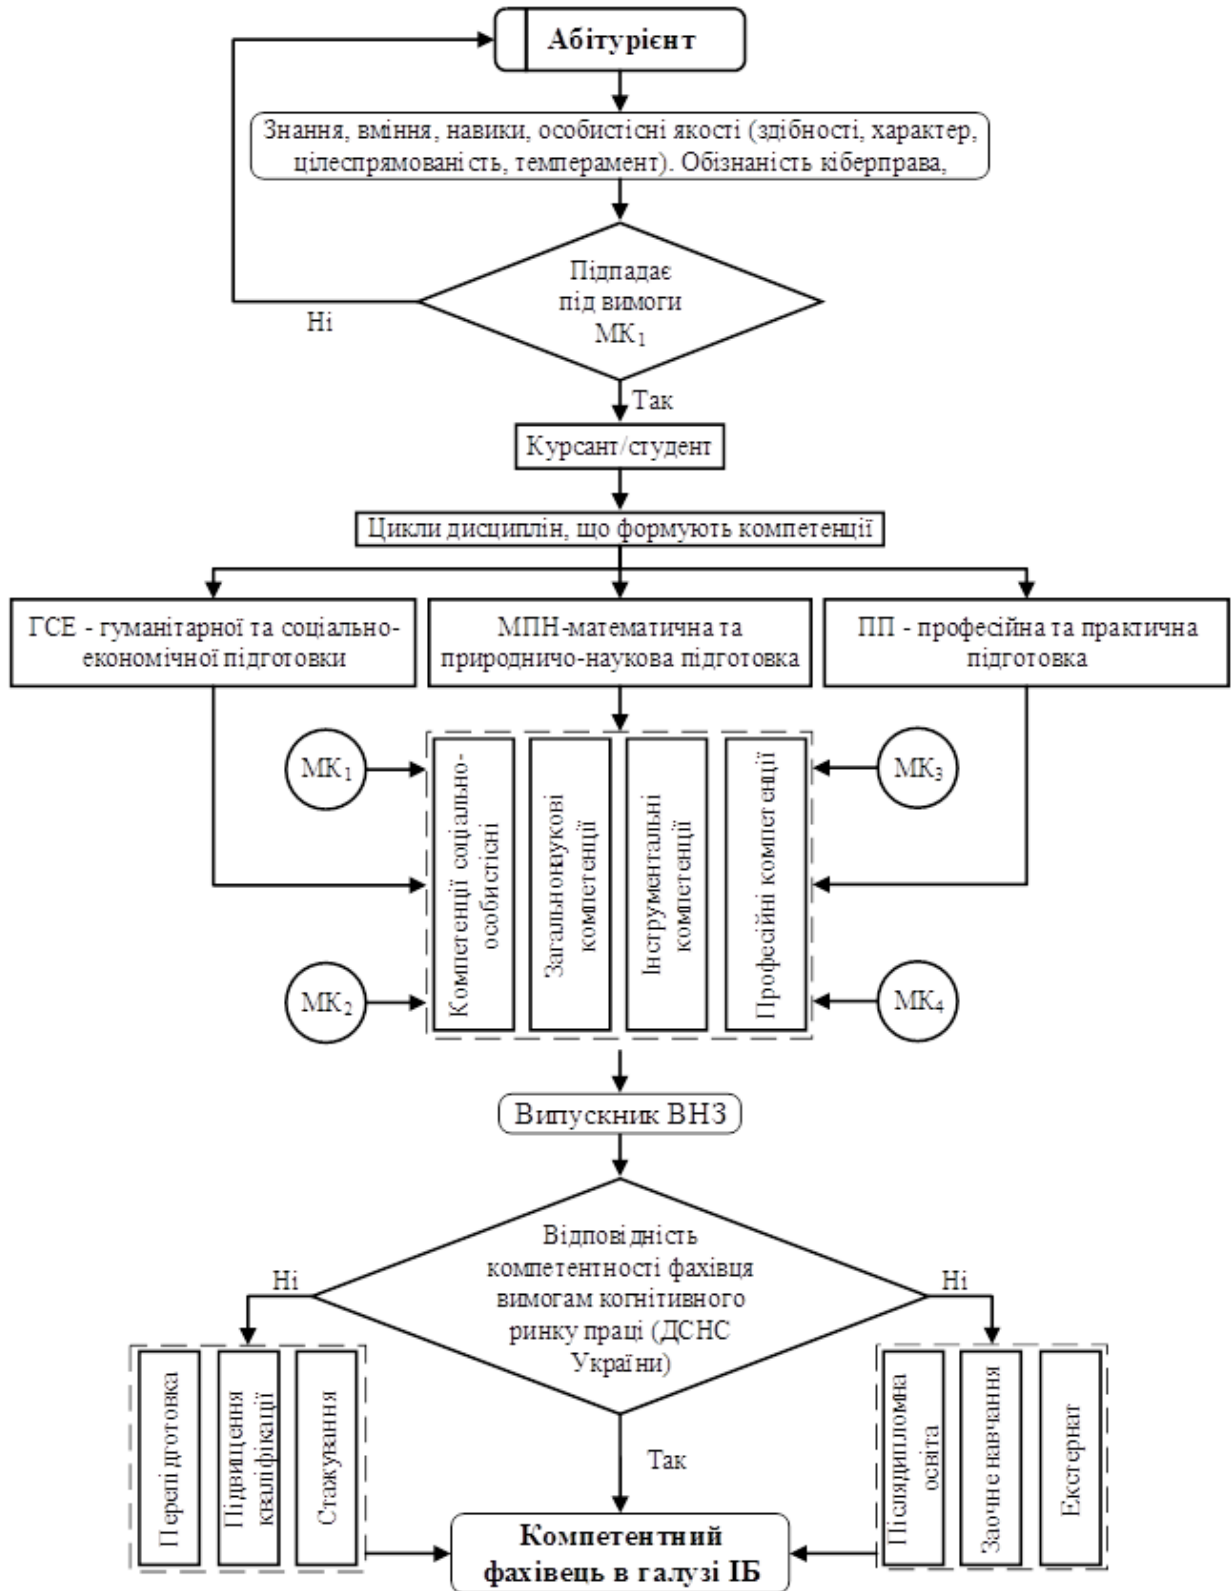 Абітурієнт
Знання, вміння, навики, особистісні якості (здібності, характер,
цілеспрямованість, темперамент). Обізнаність кіберправа,
Підпадає
під вимоги
МК1
Ні
Так
Курсант/студент
Цикли дисциплін, що формують компетенції
ГСЕ - гуманітарної та соціально-
економічної підготовки
МПН-математична та
природничо-наукова підготовка
ПП - професійна та практична
підготовка
МК1
МК2
Компетенції соціально-
особистісні
Загальнонаукові
компетенції
Інструментальні
компетенції
Професійні компетенції
МК3
МК4
Випускник ВНЗ
Відповідність
компетентності фахівця
вимогам когнітивного
ринку праці (ДСНС
України)
Ні
Ні
Так
Перепідготовка
Підвищення
кваліфікації
Стажування
Післядипломна
освіта
Заочне навчання
Екстернат
Компетентний
фахівець в галузі ІБ